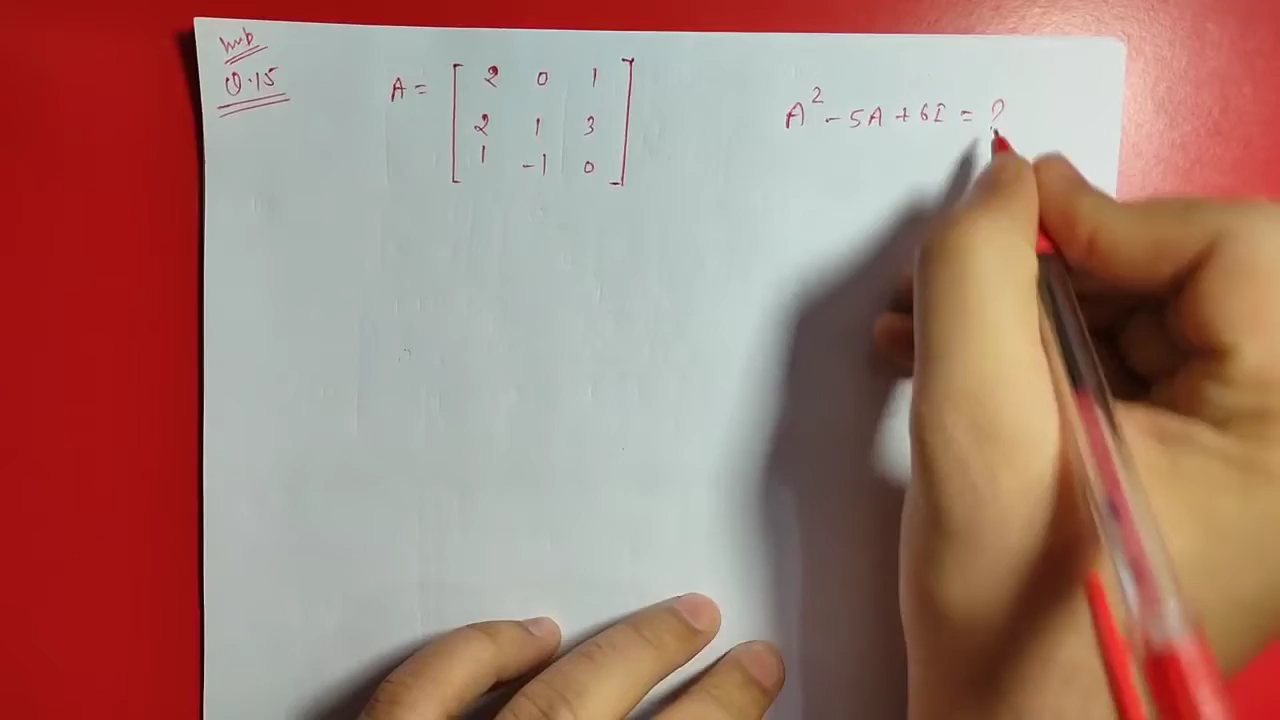 Q.15
A = [ 2 0 1
2 1 3
1 -1 0 ]
A² - 5A + 6I = ?